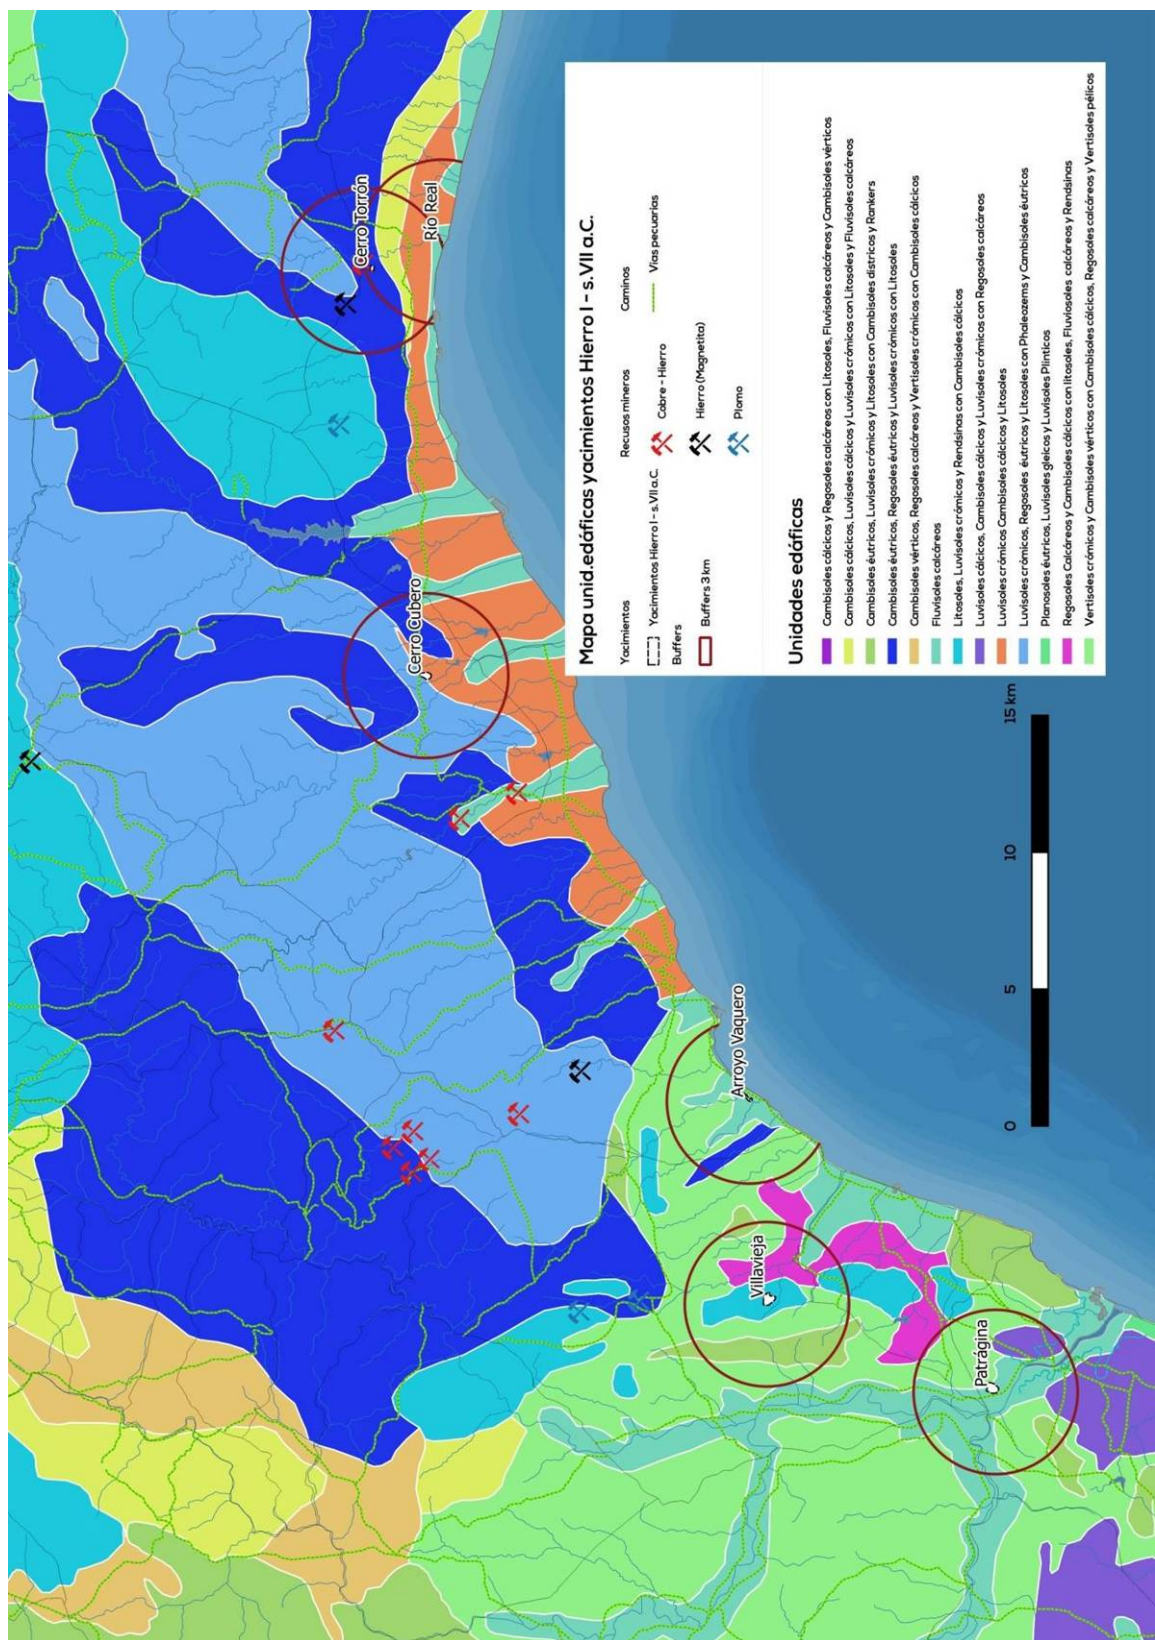 Cerro Torrón
Río Real
Cerro Cubero
Arroyo Vaquero
Villavieja
Patrágina
Mapa unid.edáficas yacimientos Hierro I - s.VII a.C.
Yacimientos
Yacimientos Hierro I - s.VII a.C.
Buffers
Buffers 3 km
Recusos mineros
Cobre - Hierro
Hierro (Magnetita)
Plomo
Caminos
Vías pecuarias
Unidades edáficas
Cambisoles cálcicos y Regosoles calcáreos con Litosoles, Fluvisoles calcáreos y Cambisoles vérticos
Cambisoles cálcicos, Luvisoles cálcicos y Luvisoles crómicos con Litosoles y Fluvisoles calcáreos
Cambisoles éutricos, Luvisoles crómicos y Litosoles con Cambisoles dístricos y Rankers
Cambisoles éutricos, Regosoles éutricos y Luvisoles crómicos con Litosoles
Cambisoles vérticos, Regosoles calcáreos y Vertisoles crómicos con Cambisoles cálcicos
Fluvisoles calcáreos
Litosoles, Luvisoles crómicos y Rendsinas con Cambisoles cálcicos
Luvisoles cálcicos, Cambisoles cálcicos y Luvisoles crómicos con Regosoles calcáreos
Luvisoles crómicos Cambisoles cálcicos y Litosoles
Luvisoles crómicos, Regosoles éutricos y Litosoles con Phaleozems y Cambisoles éutricos
Planosoles éutricos, Luvisoles gleicos y Luvisoles Plínticos
Regosoles Calcáreos y Cambisoles cálcicos con litosoles, Fluviosoles calcáreos y Rendsinas
Vertisoles crómicos y Cambisoles vérticos con Cambisoles cálcicos, Regosoles calcáreos y Vertisoles pélicos
0 5 10 15 km